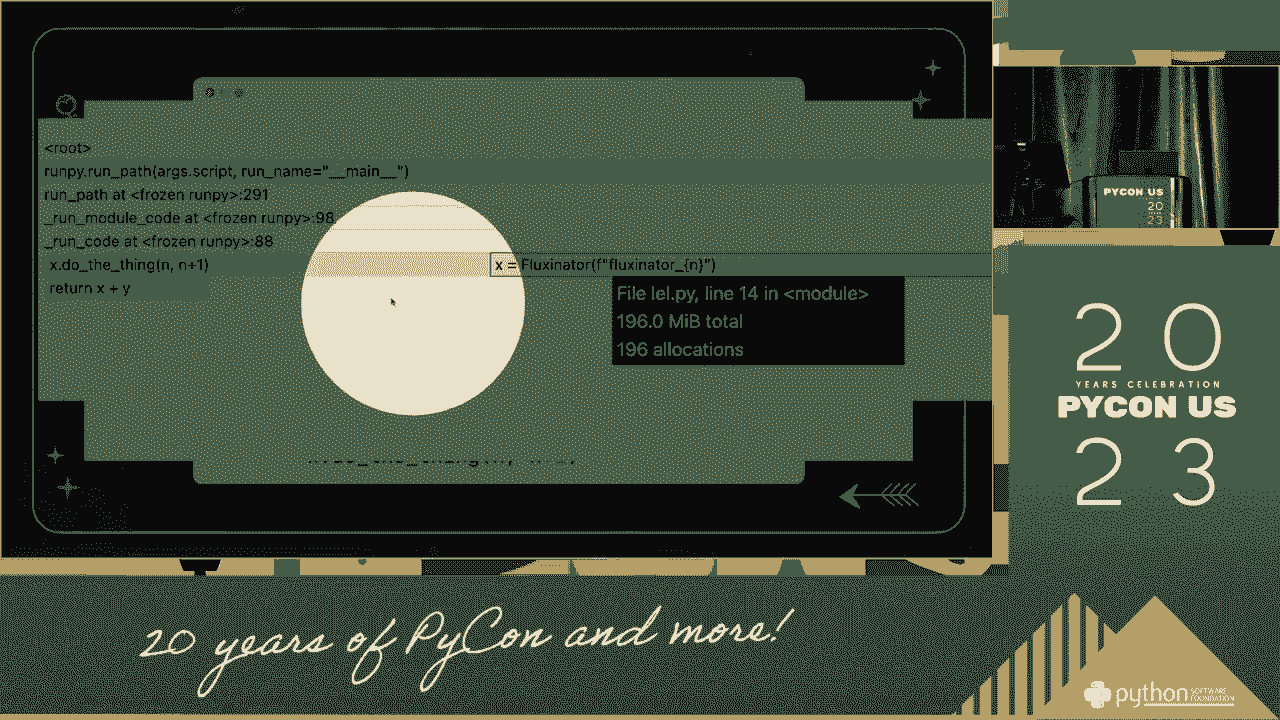 <root>
runpy.run_path(args.script, run_name="__main__")
run_path at <frozen runpy>:291
_run_module_code at <frozen runpy>:98
_run_code at <frozen runpy>:88
x.do_the_thing(n, n+1)
x = Fluxinator(f"fluxinator_{n}")
return x + y
File lel.py, line 14 in <module>
196.0 MiB total
196 allocations
PYCON US
20
23
20
YEARS CELEBRATION
PYCON US
23
20 years of PyCon and more!
python SOFTWARE FOUNDATION